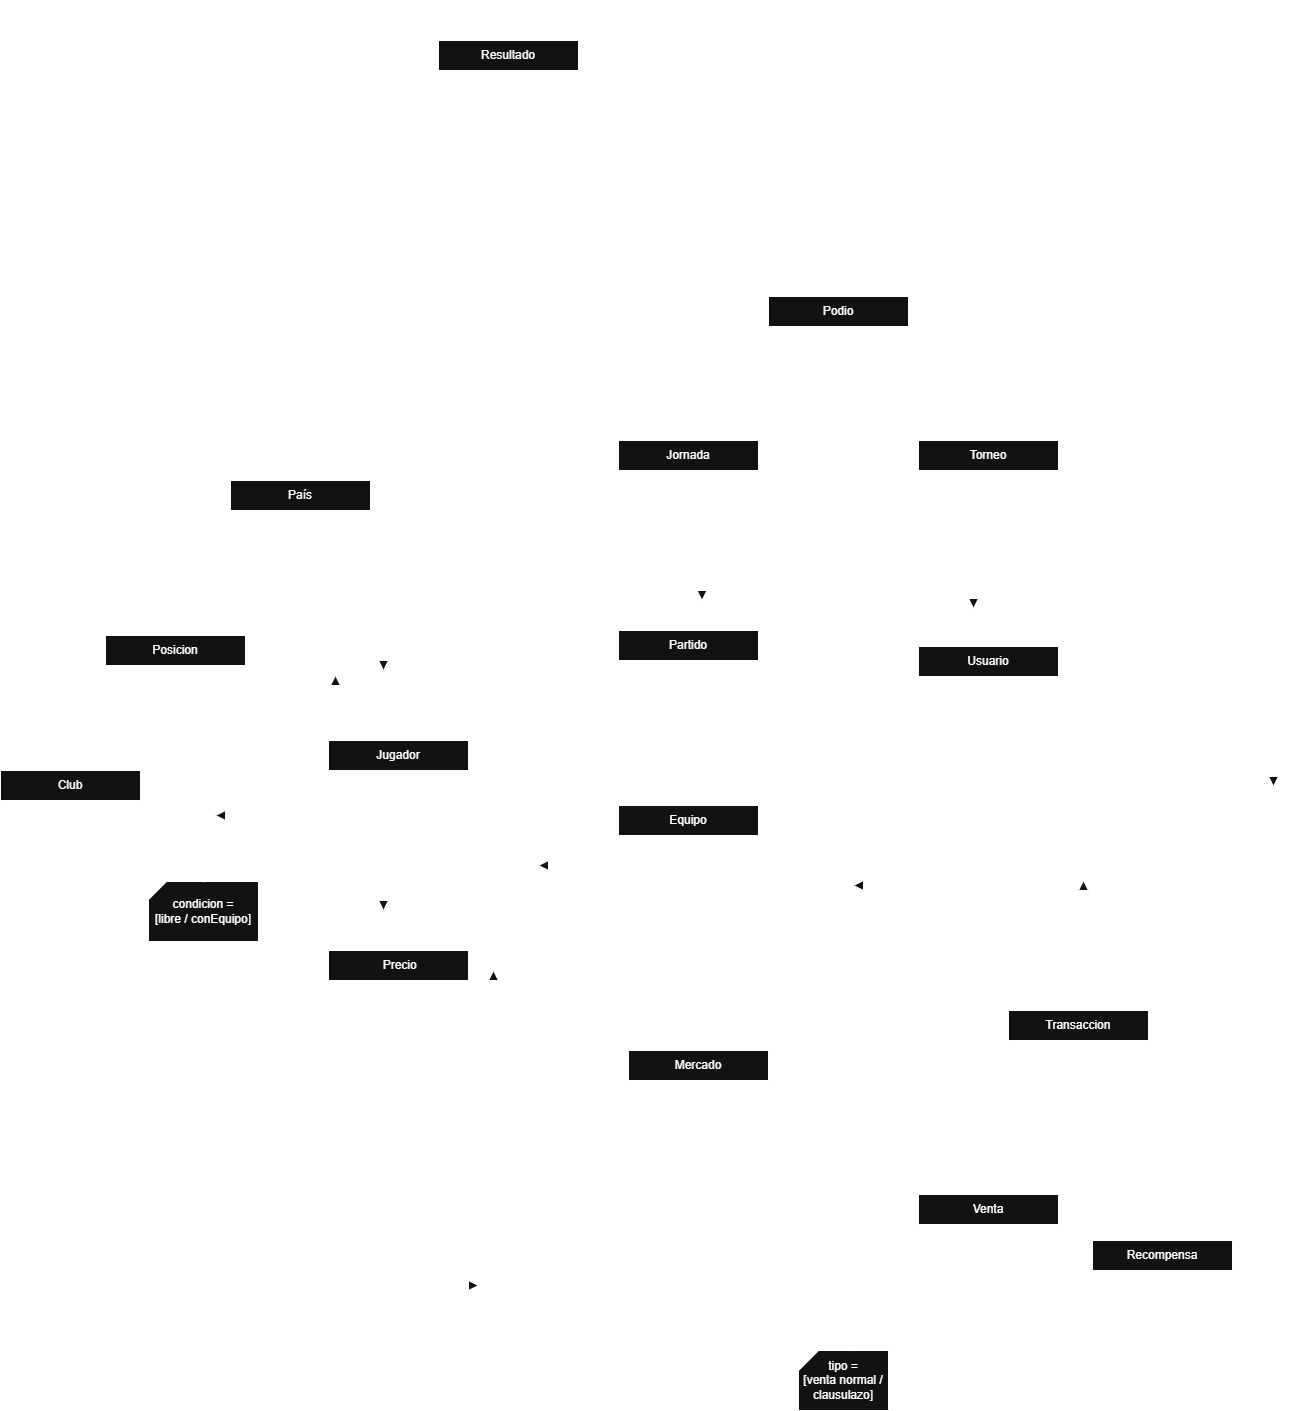 Resultado
Podio
Jornada
Torneo
País
Partido
Posicion
Usuario
Jugador
Club
Equipo
condicion =
[libre / conEquipo]
Precio
Transaccion
Mercado
Venta
Recompensa
tipo =
[venta normal /
clausulazo]